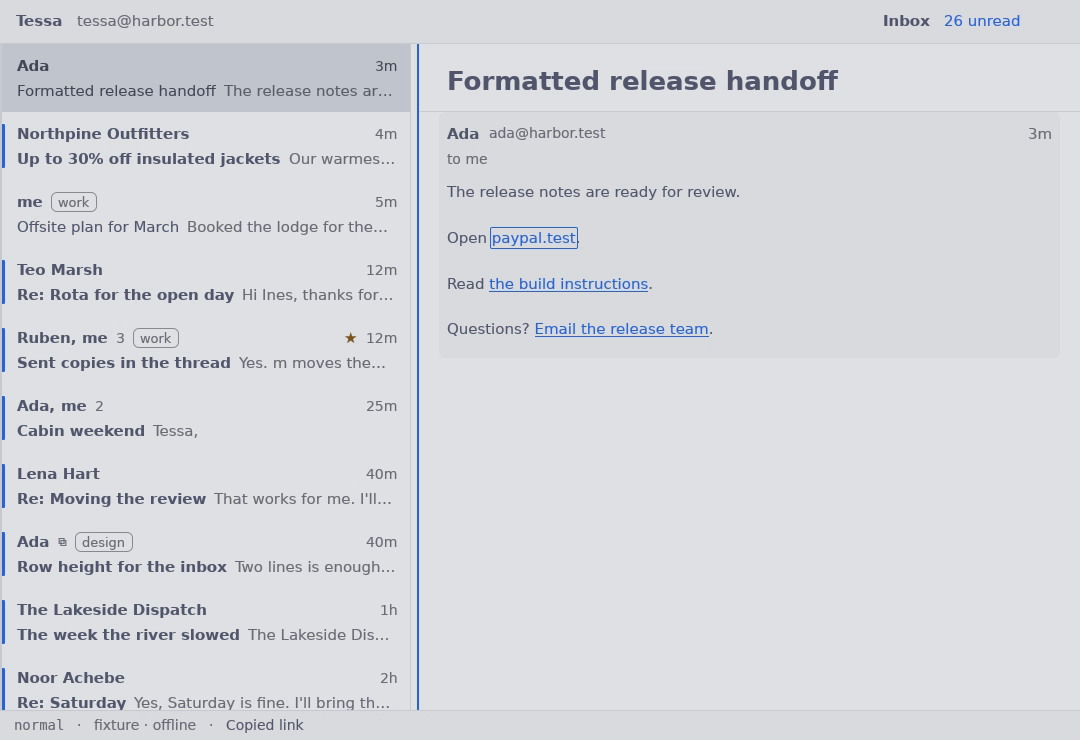 Tessa tessa@harbor.test Inbox 26 unread
Ada 3m
Formatted release handoff The release notes ar…
Northpine Outfitters 4m
Up to 30% off insulated jackets Our warmes…
me work 5m
Offsite plan for March Booked the lodge for the…
Teo Marsh 12m
Re: Rota for the open day Hi Ines, thanks for…
Ruben, me 3 work ★ 12m
Sent copies in the thread Yes. m moves the…
Ada, me 2 25m
Cabin weekend Tessa,
Lena Hart 40m
Re: Moving the review That works for me. I'll…
Ada design 40m
Row height for the inbox Two lines is enough…
The Lakeside Dispatch 1h
The week the river slowed The Lakeside Dis…
Noor Achebe 2h
Re: Saturday Yes, Saturday is fine. I'll bring th…
Formatted release handoff
Ada ada@harbor.test 3m
to me
The release notes are ready for review.
Open paypal.test.
Read the build instructions.
Questions? Email the release team.
normal · fixture · offline · Copied link